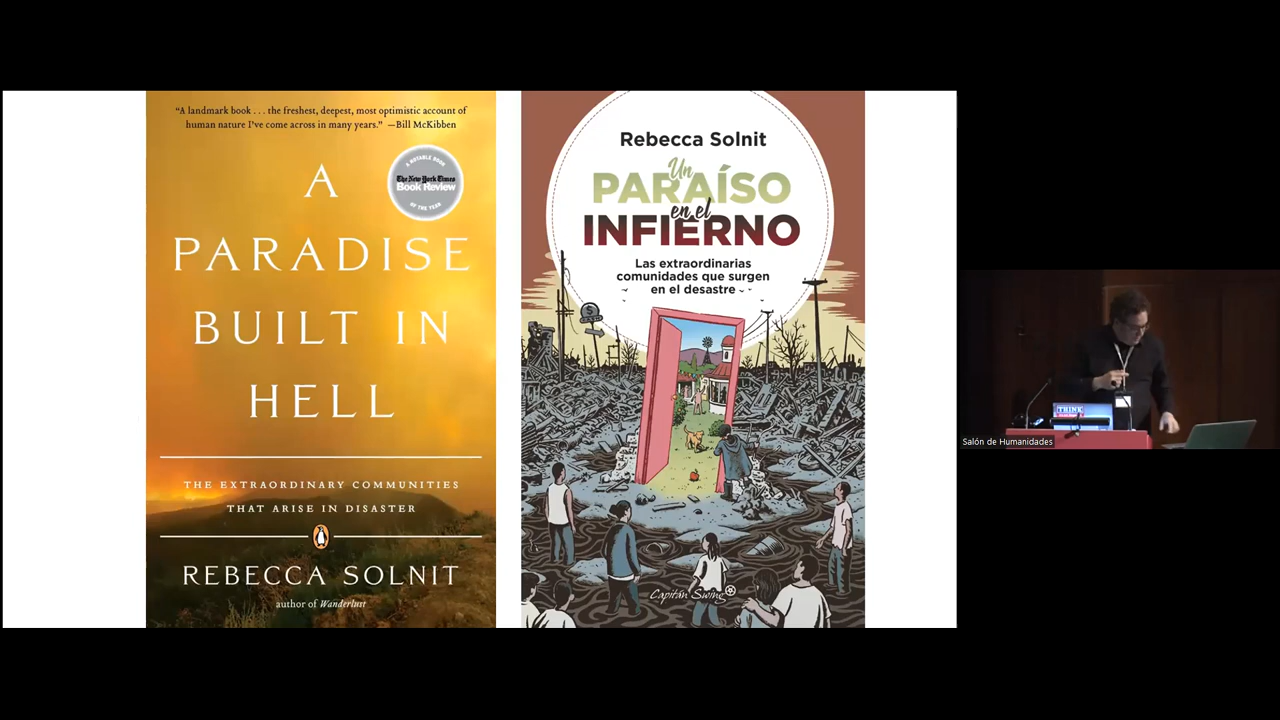 “A landmark book . . . the freshest, deepest, most optimistic account of
human nature I’ve come across in many years.” —Bill McKibben
A NOTABLE BOOK
The New York Times
Book Review
OF THE YEAR
A
PARADISE
BUILT IN
HELL
THE EXTRAORDINARY COMMUNITIES
THAT ARISE IN DISASTER
REBECCA SOLNIT
author of Wanderlust
Rebecca Solnit
Un
PARAÍSO
en el
INFIERNO
Las extraordinarias
comunidades que surgen
en el desastre
$
Capitán Swing
THINK
Salón de Humanidades